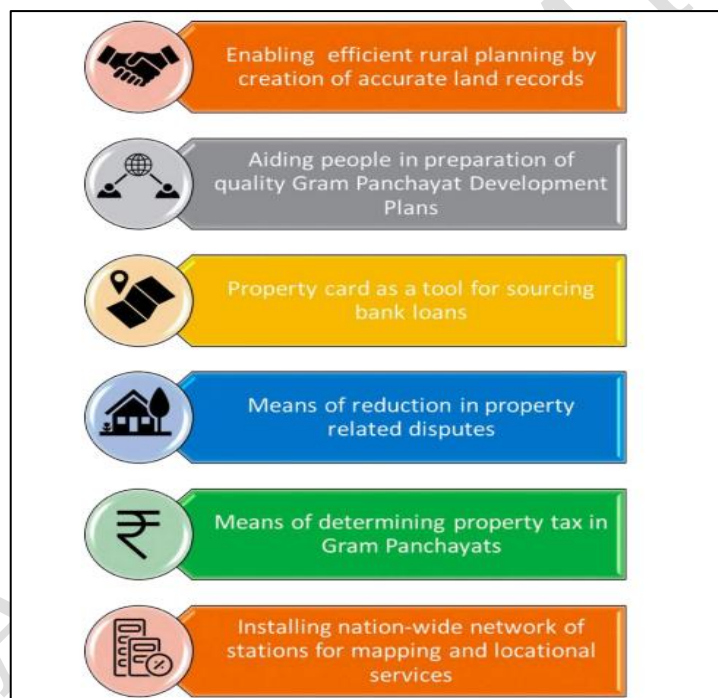 Enabling efficient rural planning by
creation of accurate land records
Aiding people in preparation of
quality Gram Panchayat Development
Plans
Property card as a tool for sourcing
bank loans
Means of reduction in property
related disputes
₹
Means of determining property tax in
Gram Panchayats
Installing nation-wide network of
stations for mapping and locational
services